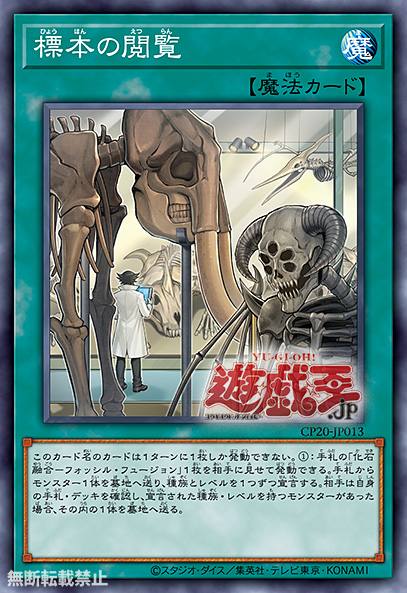 標本の閲覧
魔
【魔法カード】
YU-GI-OH!
遊戯王.jp
CP20-JP013
このカード名のカードは1ターンに1枚しか発動できない。①:手札の「化石
融合-フォッシル・フュージョン」1枚を相手に見せて発動できる。手札から
モンスター1体を墓地へ送り、種族とレベルを1つずつ宣言する。相手は自身
の手札・デッキを確認し、宣言された種族・レベルを持つモンスターがあった
場合、その内の1体を墓地へ送る。
無断転載禁止
©スタジオ・ダイス/集英社・テレビ東京・KONAMI